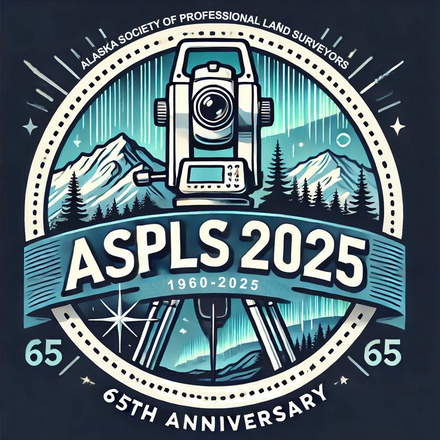 ALASKA SOCIETY OF PROFESSIONAL LAND SURVEYORS
ASPLS 2025
1960-2025
65 65
65TH ANNIVERSARY